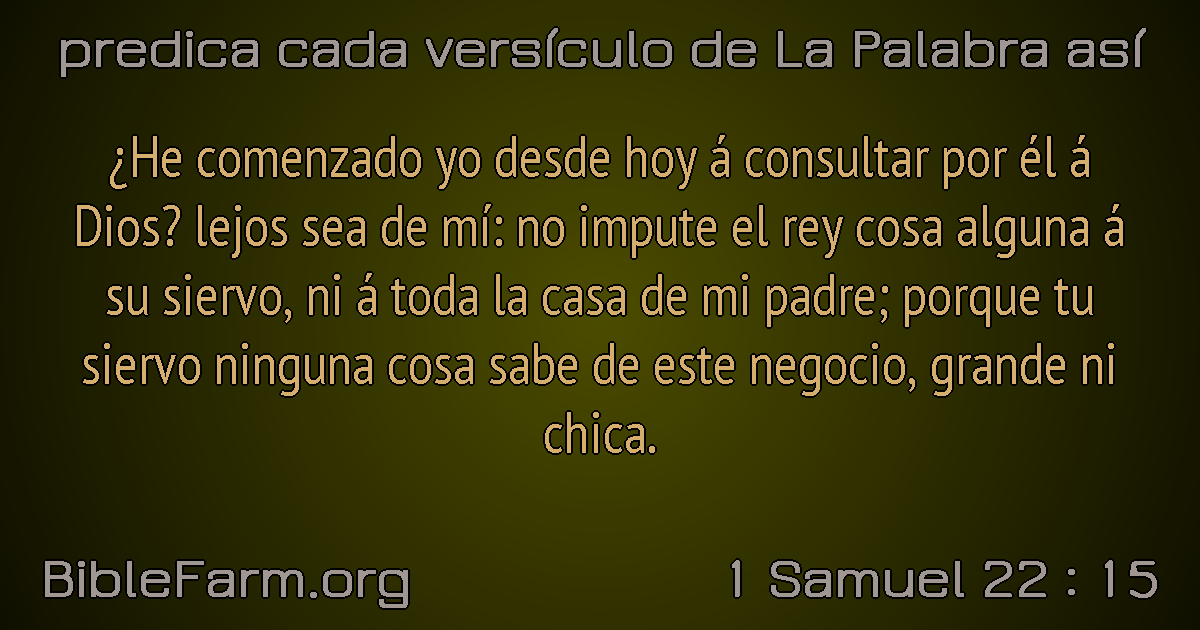 predica cada versículo de La Palabra así
¿He comenzado yo desde hoy á consultar por él á
Dios? lejos sea de mí: no impute el rey cosa alguna á
su siervo, ni á toda la casa de mi padre; porque tu
siervo ninguna cosa sabe de este negocio, grande ni
chica.
BibleFarm.org
1 Samuel 22 : 15